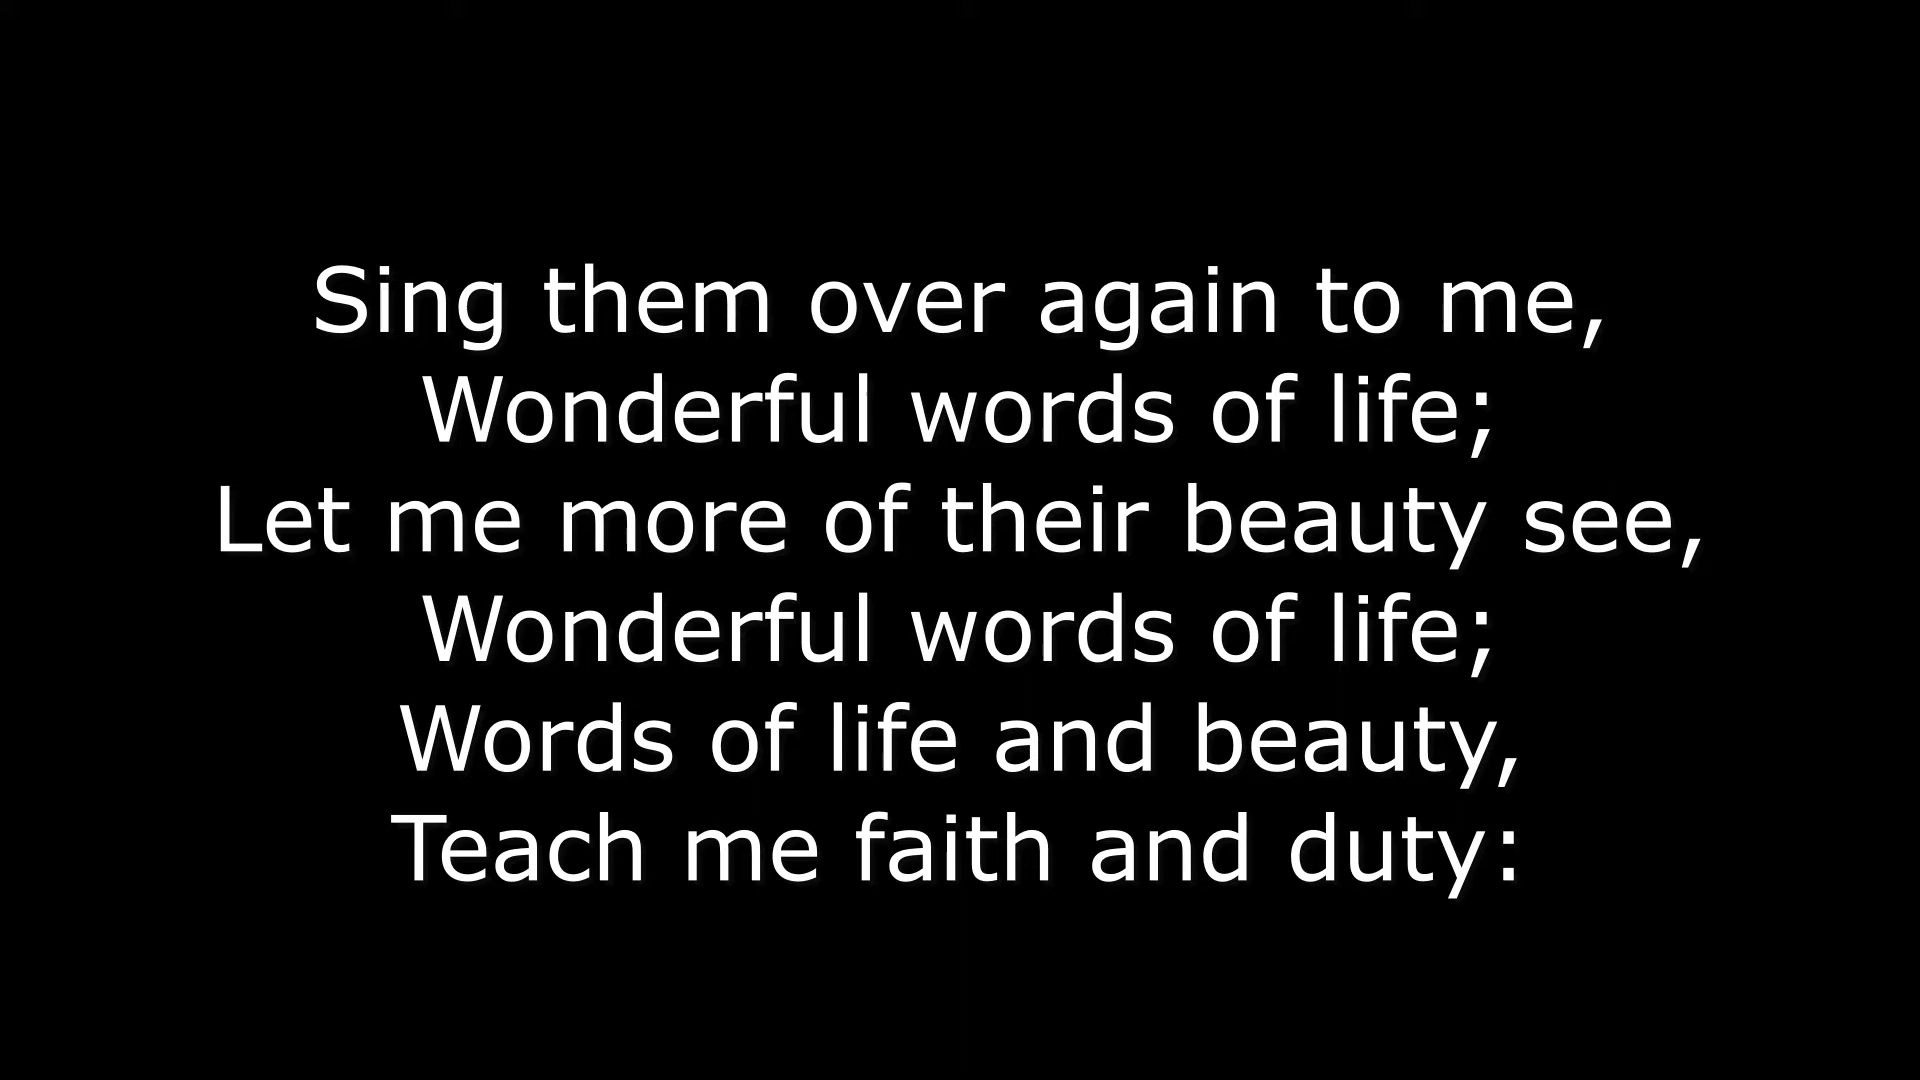 Sing them over again to me,
Wonderful words of life;
Let me more of their beauty see,
Wonderful words of life;
Words of life and beauty,
Teach me faith and duty: